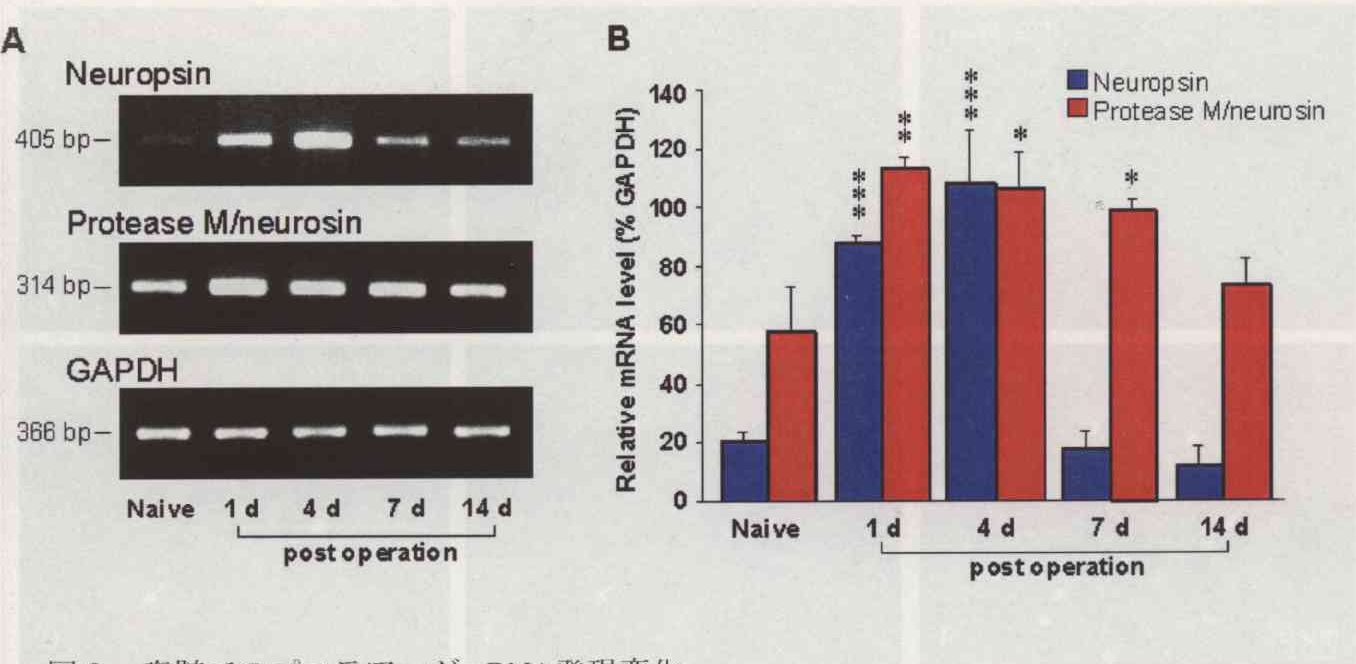 A
Neuropsin
405 bp–
Protease M/neurosin
314 bp–
GAPDH
366 bp–
Naive 1 d 4 d 7 d 14 d
post operation
B
Neuropsin
Protease M/neurosin
Relative mRNA level (% GAPDH)
140
120
100
80
60
40
20
0
***
**
***
*
*
Naive 1 d 4 d 7 d 14 d
post operation